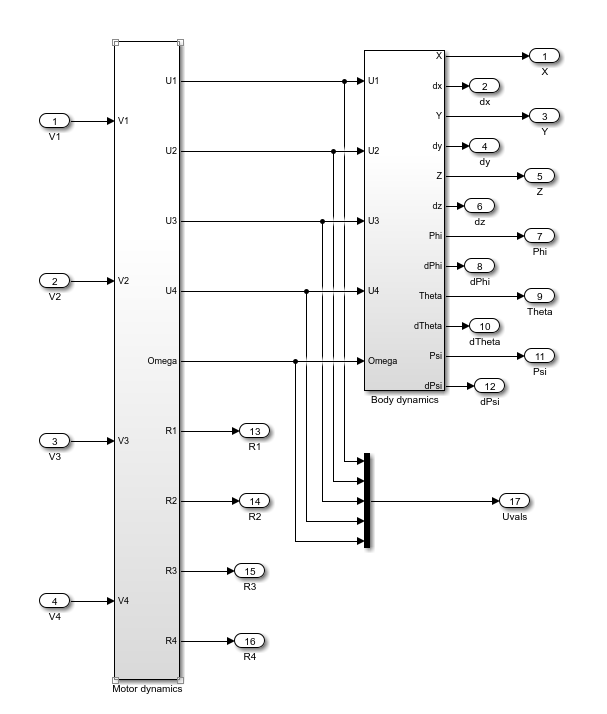 1
V1
2
V2
3
V3
4
V4
V1
V2
V3
V4
U1
U2
U3
U4
Omega
R1
R2
R3
R4
Motor dynamics
13
R1
14
R2
15
R3
16
R4
U1
U2
U3
U4
Omega
X
dx
Y
dy
Z
dz
Phi
dPhi
Theta
dTheta
Psi
dPsi
Body dynamics
1
X
2
dx
3
Y
4
dy
5
Z
6
dz
7
Phi
8
dPhi
9
Theta
10
dTheta
11
Psi
12
dPsi
17
Uvals